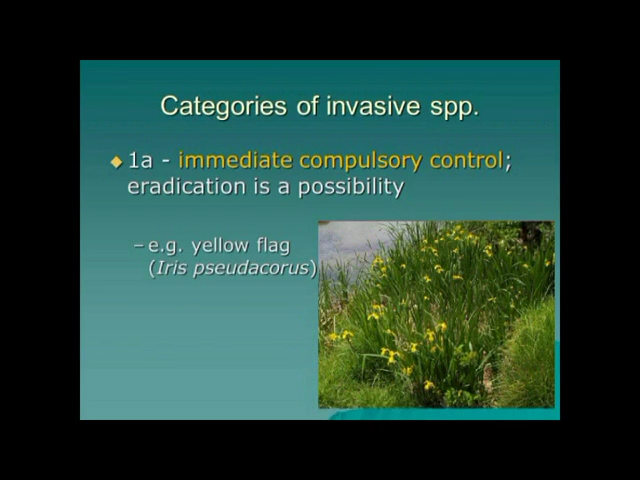 Categories of invasive spp.
1a - immediate compulsory control;
eradication is a possibility
– e.g. yellow flag
(Iris pseudacorus)